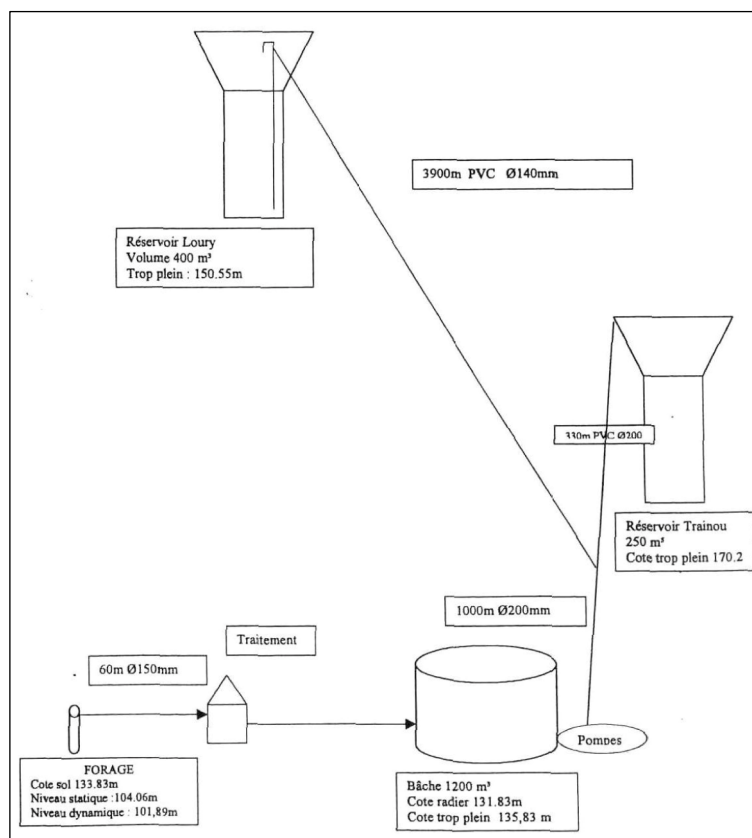 3900m PVC Ø140mm
Réservoir Loury
Volume 400 m³
Trop plein : 150.55m
330m PVC Ø200
Réservoir Trainou
250 m³
Cote trop plein 170.2
1000m Ø200mm
Traitement
60m Ø150mm
Pompes
FORAGE
Cote sol 133.83m
Niveau statique :104.06m
Niveau dynamique : 101,89m
Bâche 1200 m³
Cote radier 131.83m
Cote trop plein 135,83 m